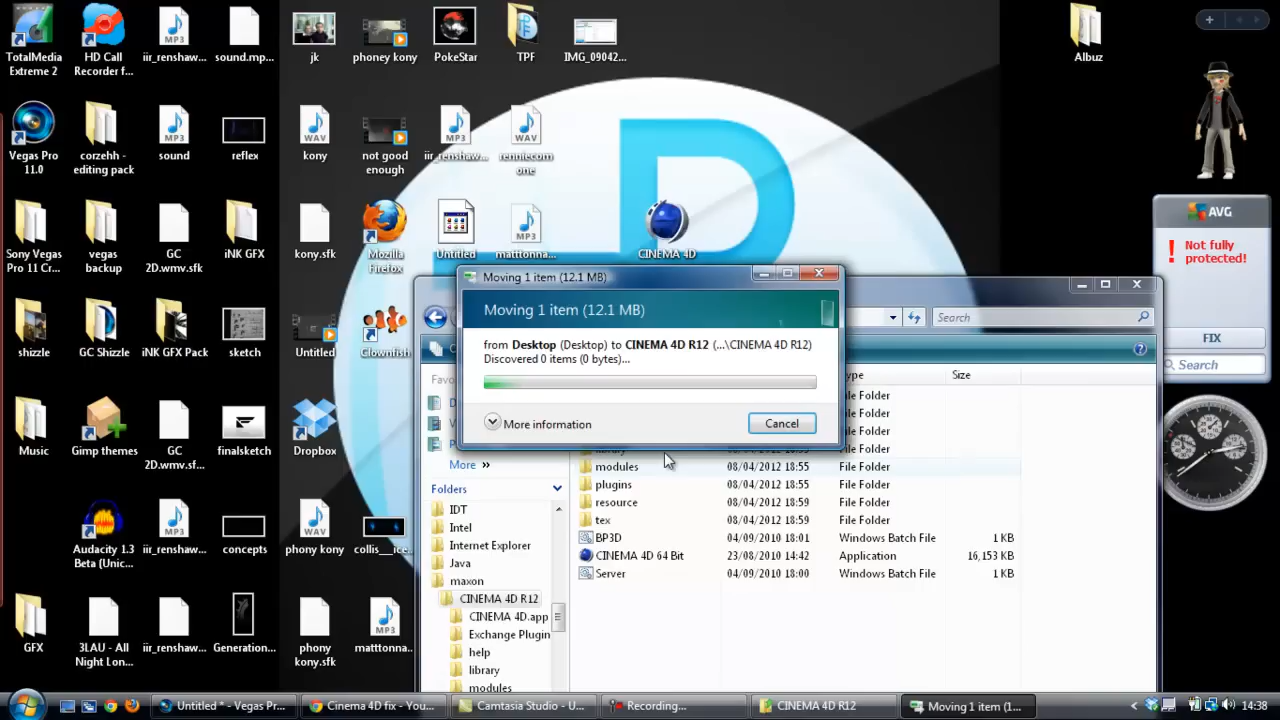 TotalMedia
Extreme 2
HD Call
Recorder f...
iir_renshaw...
sound.mp...
jk
phoney kony
PokeStar
TPF
IMG_09042...
Albuz
Vegas Pro
11.0
corzehh -
editing pack
sound
reflex
kony
not good
enough
iir_renshaw...
renniecom
one
Sony Vegas
Pro 11 Cr...
vegas
backup
GC
2D.wmv.sfk
iNK GFX
kony.sfk
Mozilla
Firefox
Untitled
matttonna...
CINEMA 4D
AVG
Not fully
protected!
FIX
Search
shizzle
GC Shizzle
iNK GFX Pack
sketch
Untitled
Clownfish
Music
Gimp themes
GC
2D.wmv.sfk
finalsketch
Dropbox
Audacity 1.3
Beta (Unic...
iir_renshaw...
concepts
phony kony
collis__ice...
GFX
3LAU - All
Night Lon...
iir_renshaw...
Generation...
phony
kony.sfk
matttonna...
Moving 1 item (12.1 MB)
Moving 1 item (12.1 MB)
from Desktop (Desktop) to CINEMA 4D R12 (...\CINEMA 4D R12)
Discovered 0 items (0 bytes)...
More information
Cancel
Search
Size
File Folder
File Folder
File Folder
File Folder
modules 08/04/2012 18:55 File Folder
plugins 08/04/2012 18:55 File Folder
resource 08/04/2012 18:59 File Folder
tex 08/04/2012 18:59 File Folder
BP3D 04/09/2010 18:01 Windows Batch File 1 KB
CINEMA 4D 64 Bit 23/08/2010 14:42 Application 16,153 KB
Server 04/09/2010 18:00 Windows Batch File 1 KB
More »
Folders
IDT
Intel
Internet Explorer
Java
maxon
CINEMA 4D R12
CINEMA 4D.app
Exchange Plugin
help
library
modules
Untitled * - Vegas Pr...
Cinema 4D fix - You...
Camtasia Studio - U...
Recording...
CINEMA 4D R12
Moving 1 item (1...
14:38